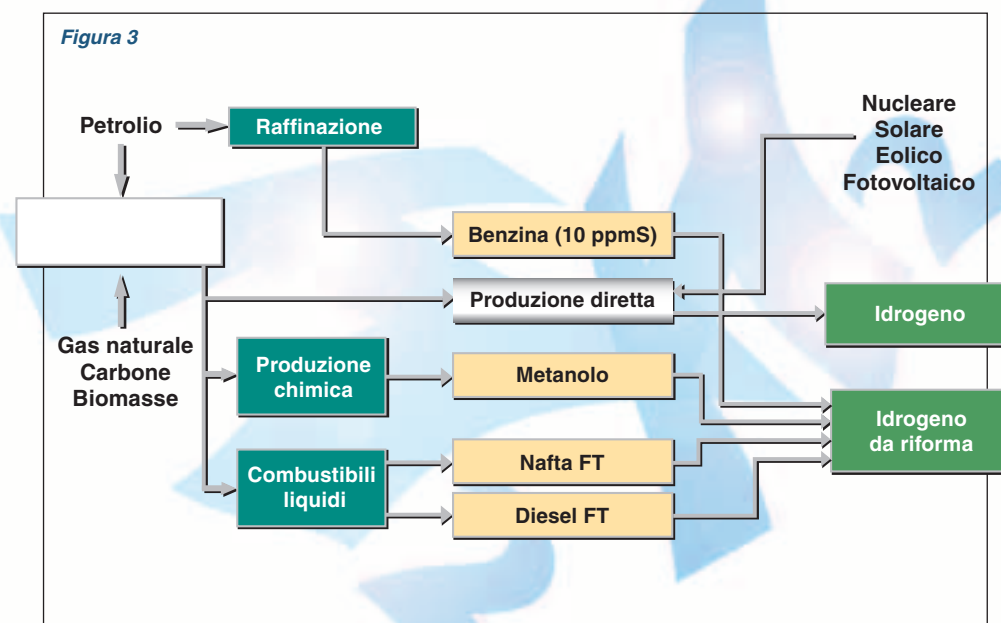 Figura 3
Petrolio
Raffinazione
Nucleare
Solare
Eolico
Fotovoltaico
Benzina (10 ppmS)
Produzione diretta
Idrogeno
Gas naturale
Carbone
Biomasse
Produzione
chimica
Metanolo
Idrogeno
da riforma
Combustibili
liquidi
Nafta FT
Diesel FT